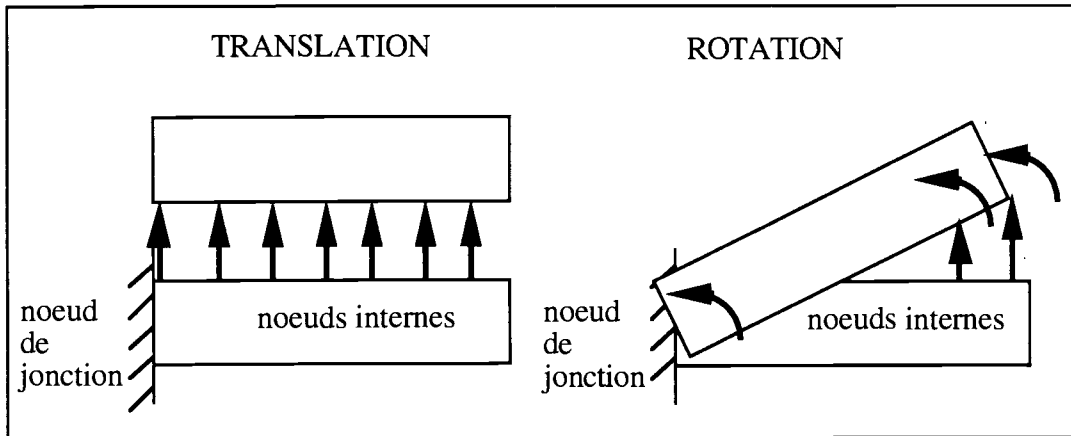 TRANSLATION
noeud
de
jonction
noeuds internes
ROTATION
noeud
de
jonction
noeuds internes